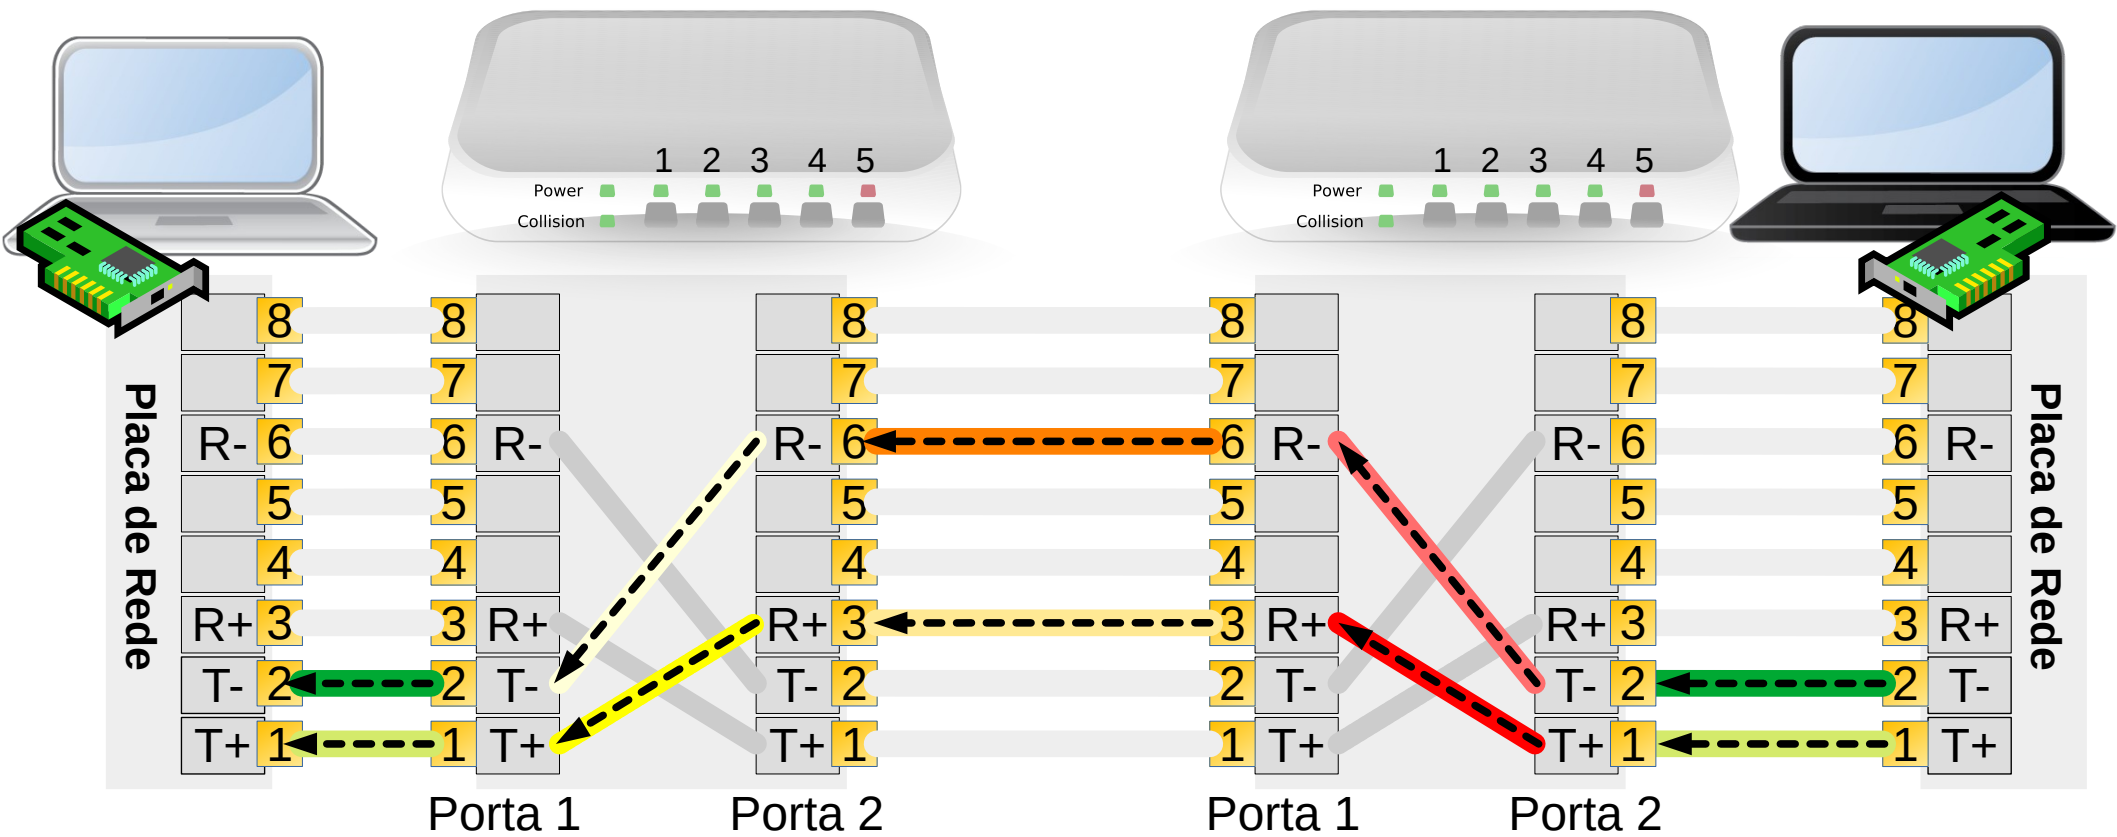 1 2 3 4 5 1 2 3 4 5
Power Power
Collision Collision
8 8 8 8 8 8
7 7 7 7 7 7
R- 6 6 R- R- 6 6 R- R- 6 6 R-
5 5 5 5 5 5
4 4 4 4 4 4
R+ 3 3 R+ R+ 3 3 R+ R+ 3 3 R+
T- 2 2 T- T- 2 2 T- T- 2 2 T-
T+ 1 1 T+ T+ 1 1 T+ T+ 1 1 T+
Placa de Rede
Placa de Rede
Porta 1 Porta 2 Porta 1 Porta 2